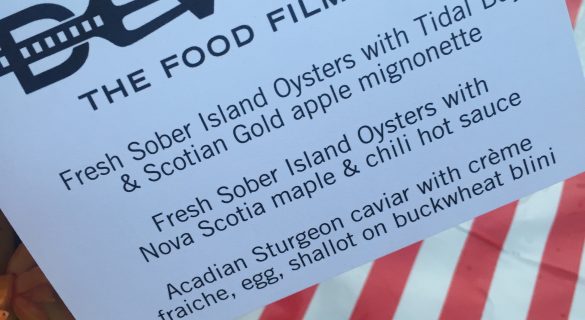 THE FOOD FILM
Fresh Sober Island Oysters with Tidal Bay
& Scotian Gold apple mignonette
Fresh Sober Island Oysters with
Nova Scotia maple & chili hot sauce
Acadian Sturgeon caviar with crème
fraiche, egg, shallot on buckwheat blini